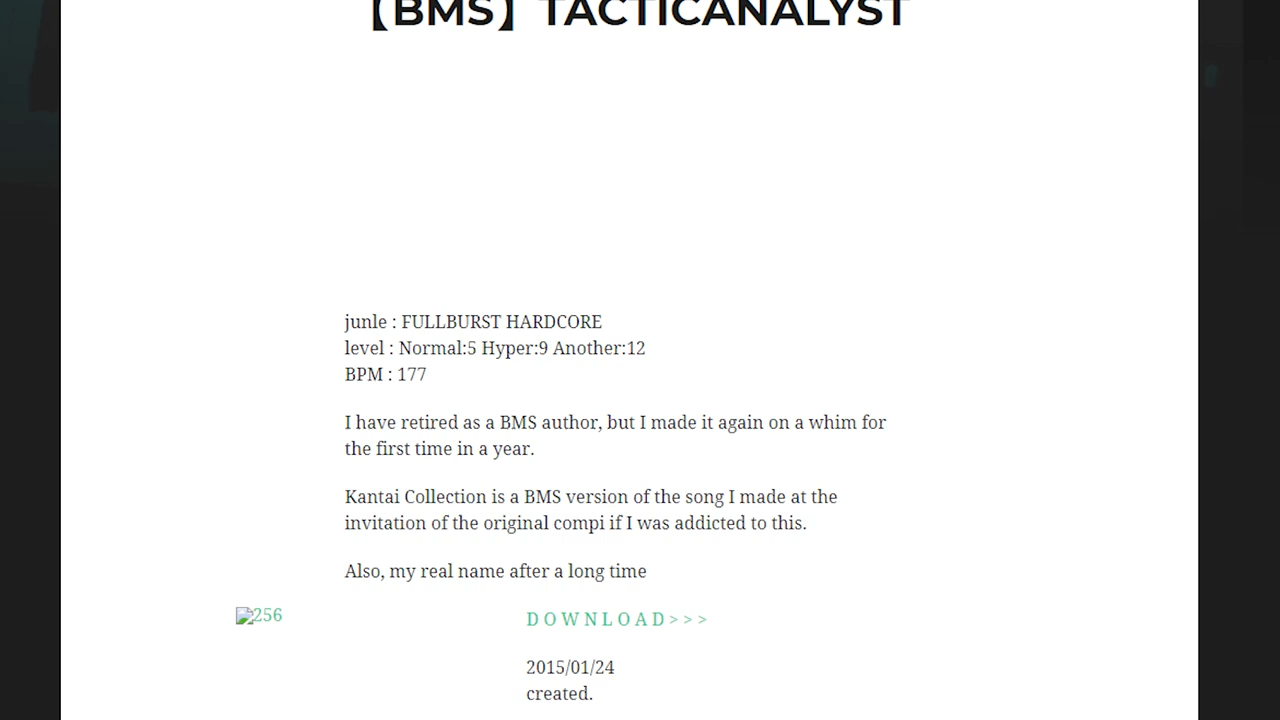 【BMS】TACTICANALYST
junle : FULLBURST HARDCORE
level : Normal:5 Hyper:9 Another:12
BPM : 177
I have retired as a BMS author, but I made it again on a whim for
the first time in a year.
Kantai Collection is a BMS version of the song I made at the
invitation of the original compi if I was addicted to this.
Also, my real name after a long time
256
D O W N L O A D > > >
2015/01/24
created.